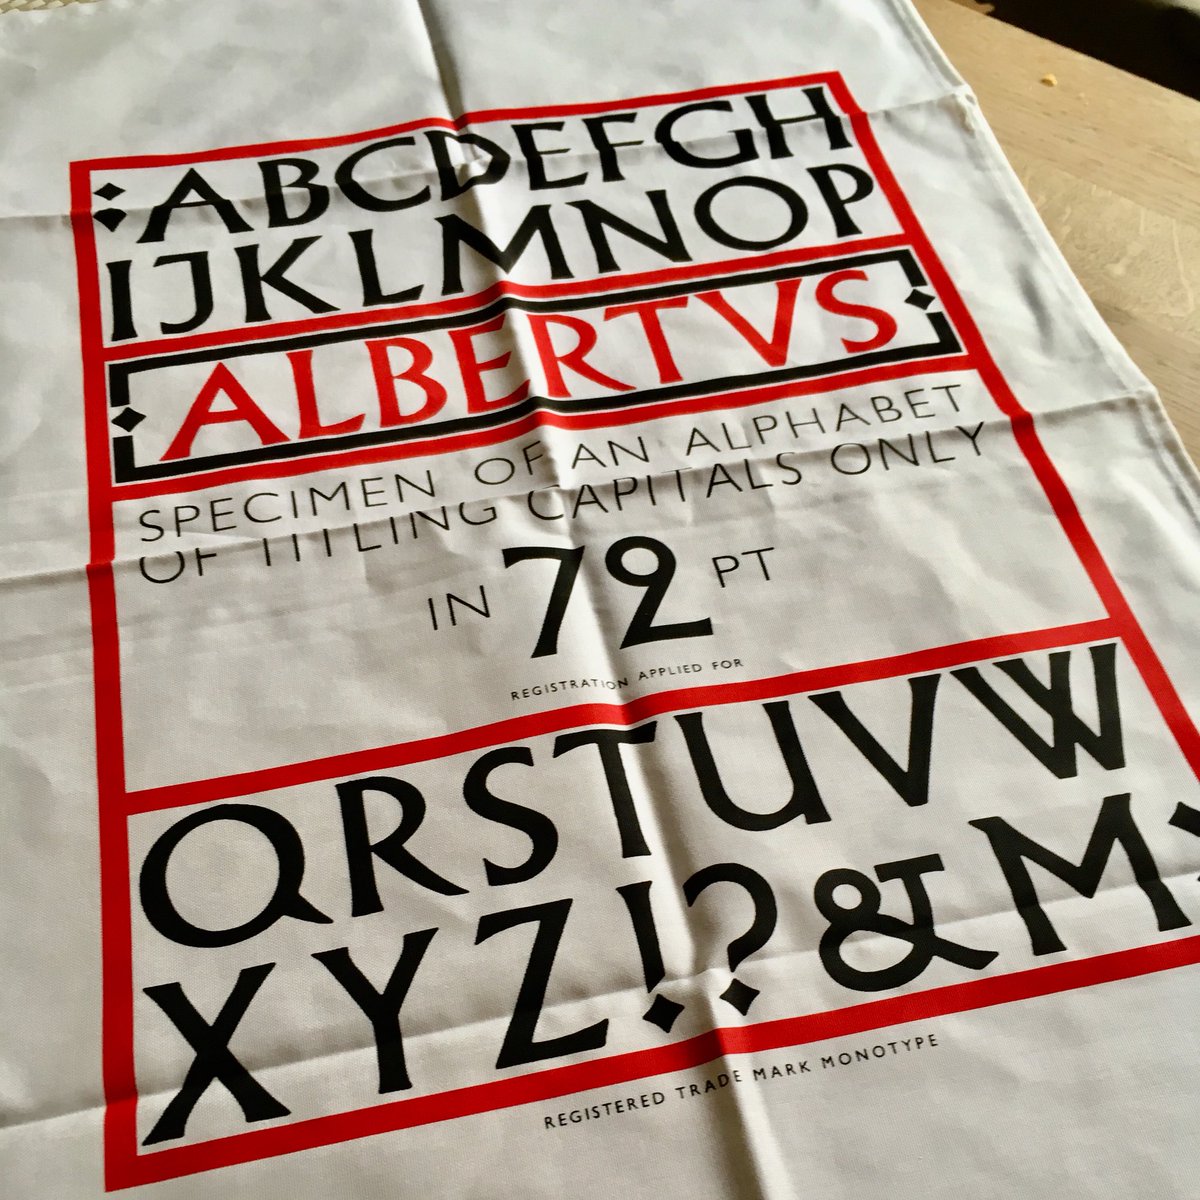 ABCDEFGH
IJKLMNOP
ALBERTVS
SPECIMEN OF AN ALPHABET
OF TITLING CAPITALS ONLY
IN 72 PT
REGISTRATION APPLIED FOR
QRSTUVW
XYZ!?&M
REGISTERED TRADE MARK MONOTYPE